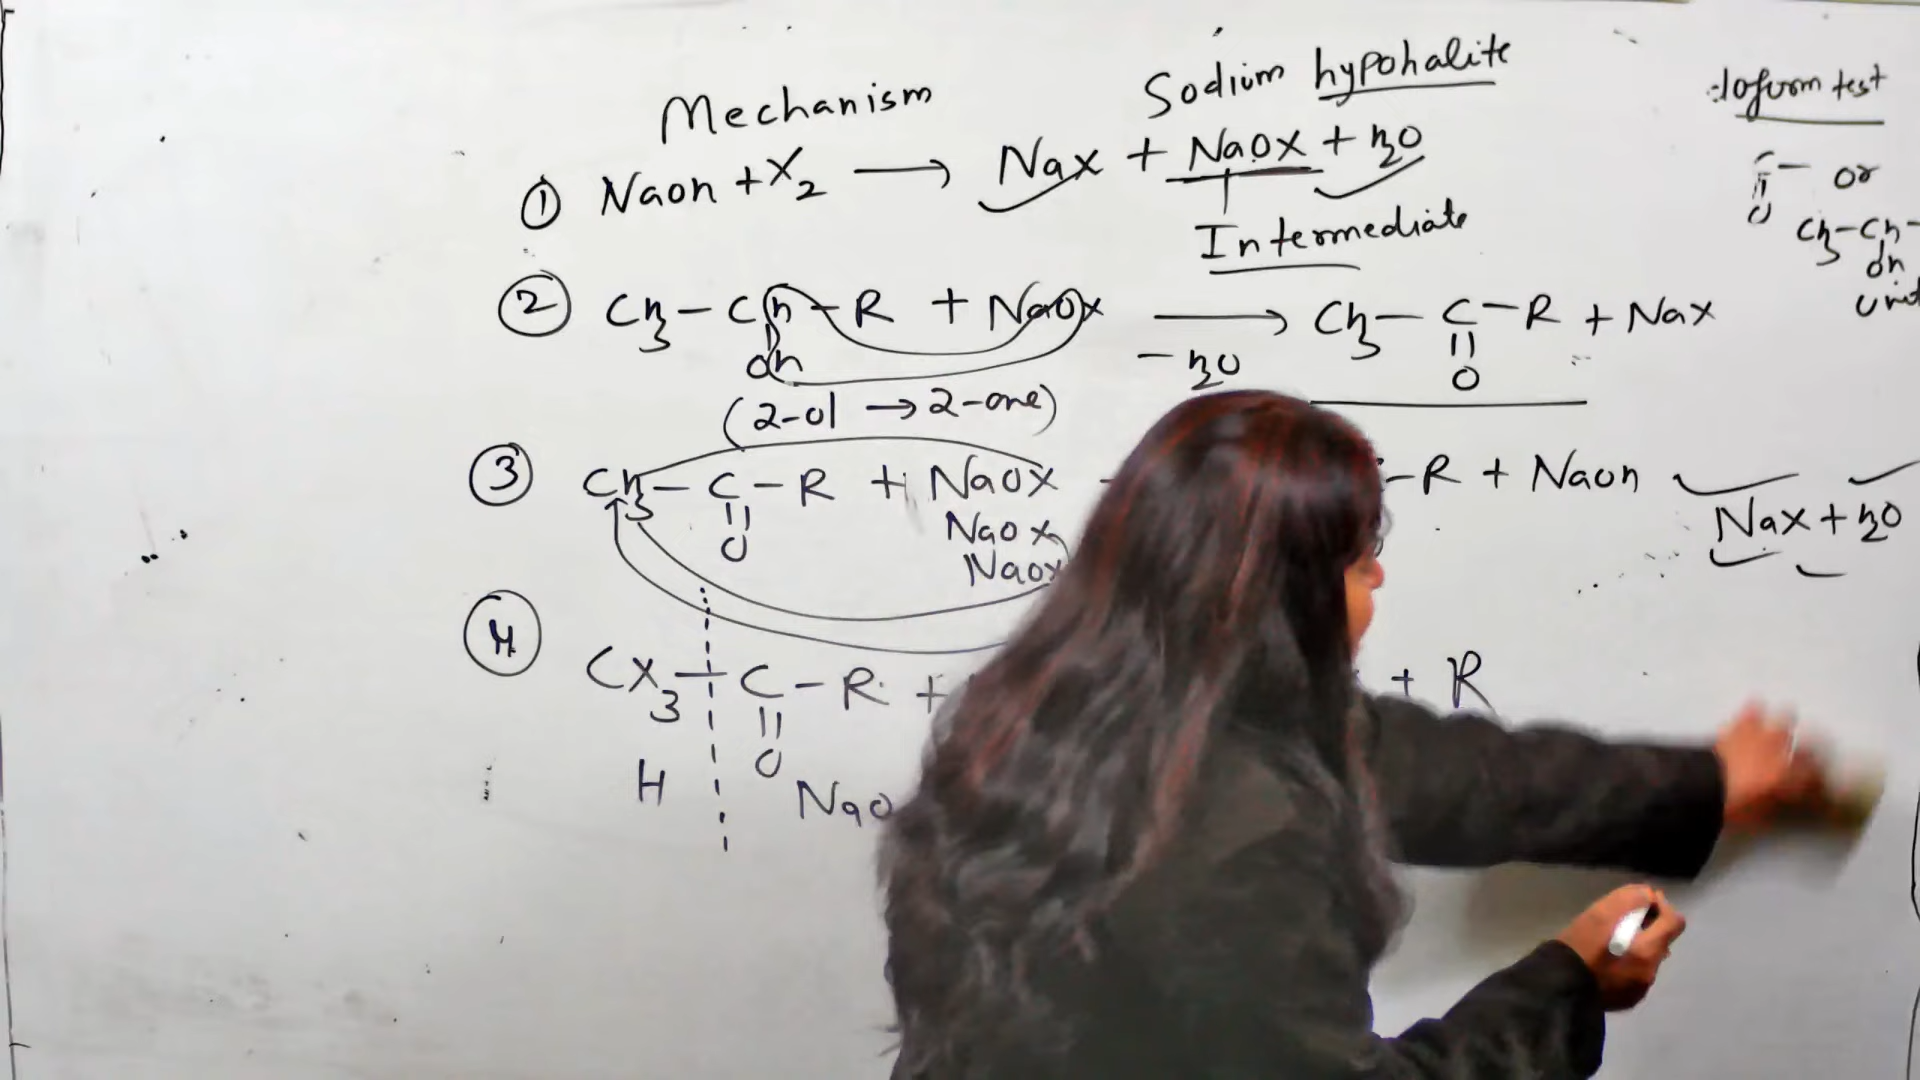 Mechanism
Sodium hypohalite
① NaOH + X₂ ⟶ NaX + NaOX + H₂O
Intermediate
② CH₃ – CH – R + NaOX ⟶ CH₃ – C – R + NaX
OH
– H₂O
O
(2-ol → 2-one)
③ CH₃ – C – R + NaOX
O
NaOX
NaOX
– R + NaOH
NaX + H₂O
④ CX₃ – C – R +
O
+ R
H
NaO
Iodoform test
C –
O
or
CH₃ – CH –
OH
unit